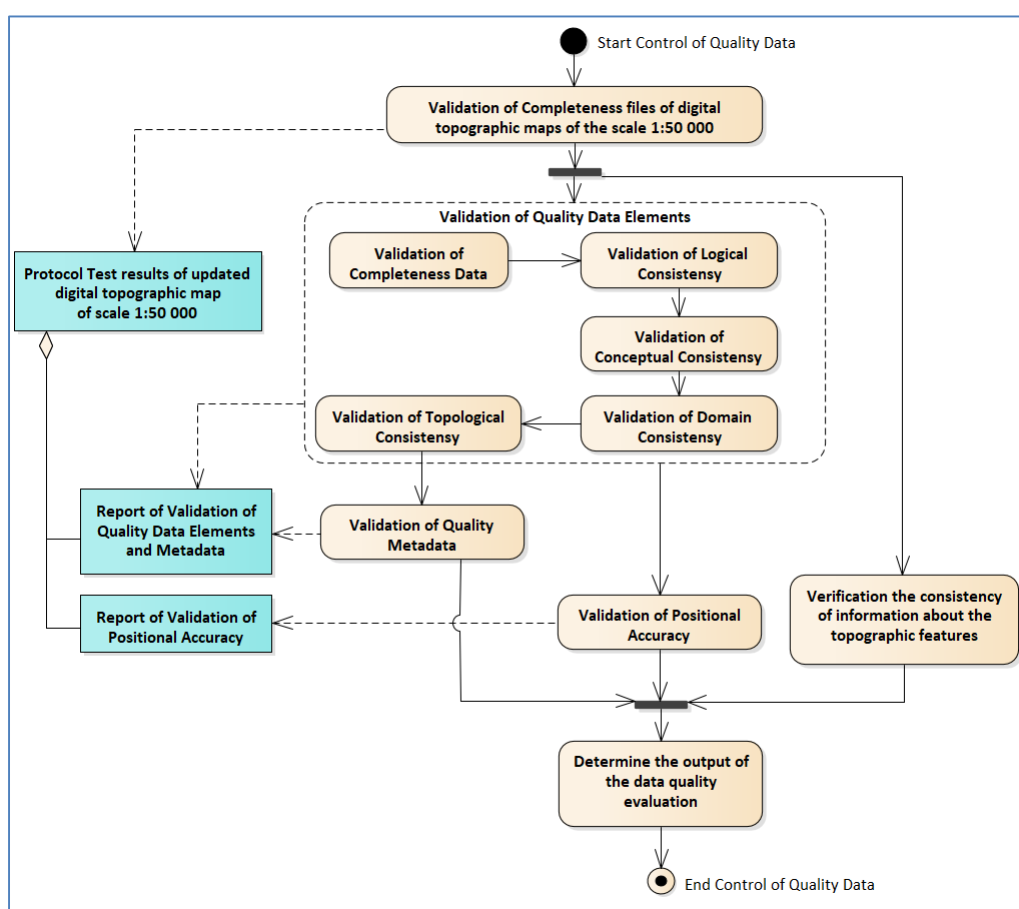 Start Control of Quality Data
Validation of Completeness files of digital
topographic maps of the scale 1:50 000
Validation of Quality Data Elements
Validation of
Completeness Data
Validation of Logical
Consistency
Protocol Test results of updated
digital topographic map
of scale 1:50 000
Validation of
Conceptual Consistency
Validation of Topological
Consistensy
Validation of Domain
Consistency
Report of Validation of
Quality Data Elements
and Metadata
Validation of Quality
Metadata
Report of Validation of
Positional Accuracy
Validation of Positional
Accuracy
Verification the consistency
of information about the
topographic features
Determine the output of
the data quality
evaluation
End Control of Quality Data